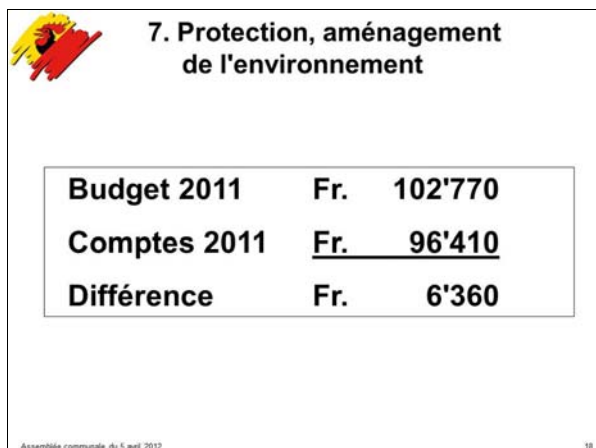 7. Protection, aménagement
de l'environnement
Budget 2011 Fr. 102'770
Comptes 2011 Fr. 96'410
Différence Fr. 6'360
Assemblée communale du 5 avril 2012 18